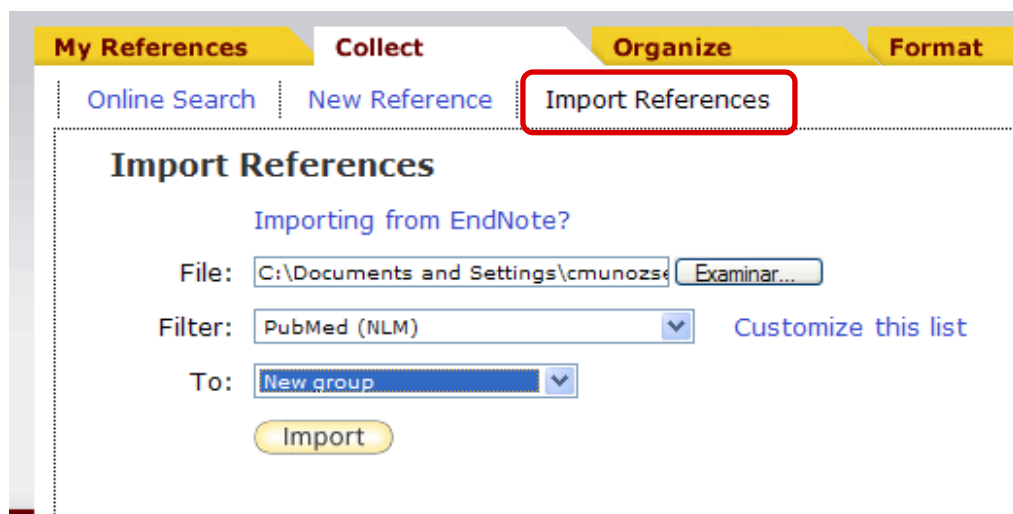 My References Collect Organize Format
Online Search New Reference Import References
Import References
Importing from EndNote?
File: C:\Documents and Settings\cmunozse Examinar...
Filter: PubMed (NLM) Customize this list
To: New group
Import